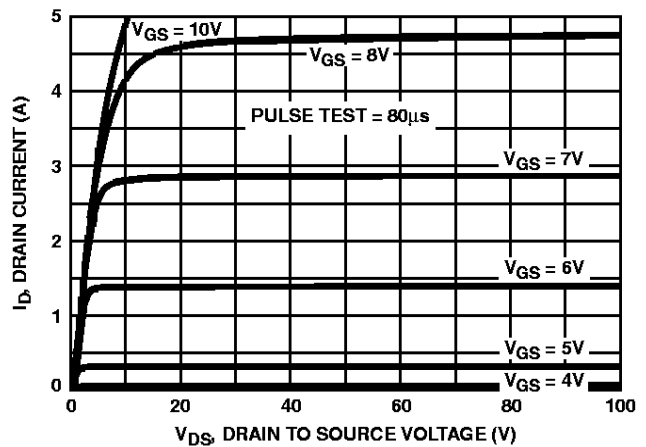 5
4
3
2
1
0
I_D, DRAIN CURRENT (A)
V_GS = 10V
V_GS = 8V
PULSE TEST = 80µs
V_GS = 7V
V_GS = 6V
V_GS = 5V
V_GS = 4V
0 20 40 60 80 100
V_DS, DRAIN TO SOURCE VOLTAGE (V)